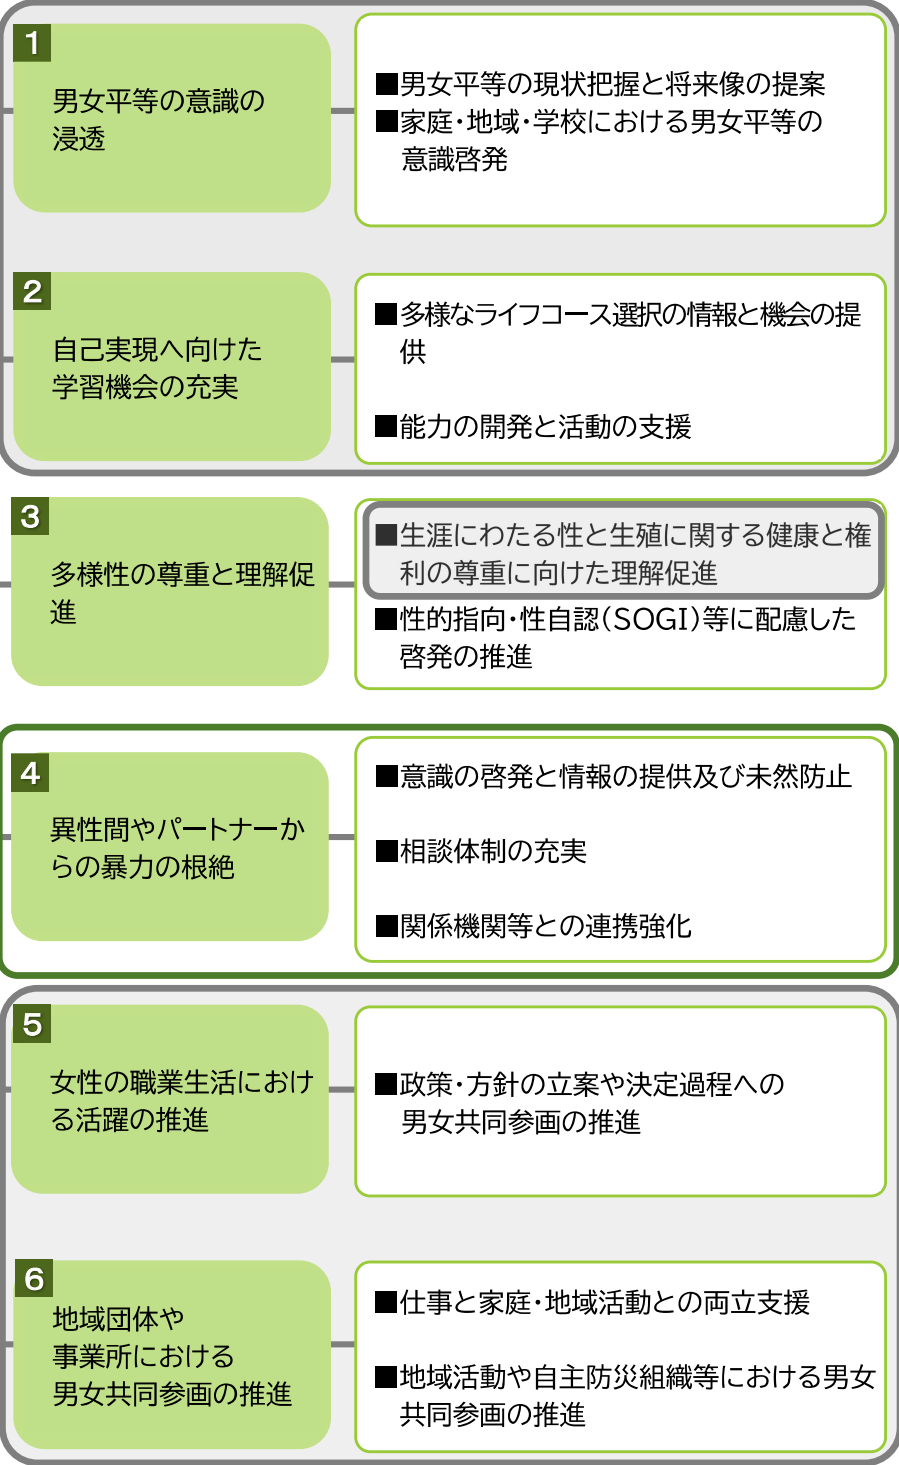 1
男女平等の意識の
浸透
■男女平等の現状把握と将来像の提案
■家庭・地域・学校における男女平等の
意識啓発
2
自己実現へ向けた
学習機会の充実
■多様なライフコース選択の情報と機会の提
供
■能力の開発と活動の支援
3
多様性の尊重と理解促
進
■生涯にわたる性と生殖に関する健康と権
利の尊重に向けた理解促進
■性的指向・性自認（SOGI）等に配慮した
啓発の推進
4
異性間やパートナーか
らの暴力の根絶
■意識の啓発と情報の提供及び未然防止
■相談体制の充実
■関係機関等との連携強化
5
女性の職業生活におけ
る活躍の推進
■政策・方針の立案や決定過程への
男女共同参画の推進
6
地域団体や
事業所における
男女共同参画の推進
■仕事と家庭・地域活動との両立支援
■地域活動や自主防災組織等における男女
共同参画の推進